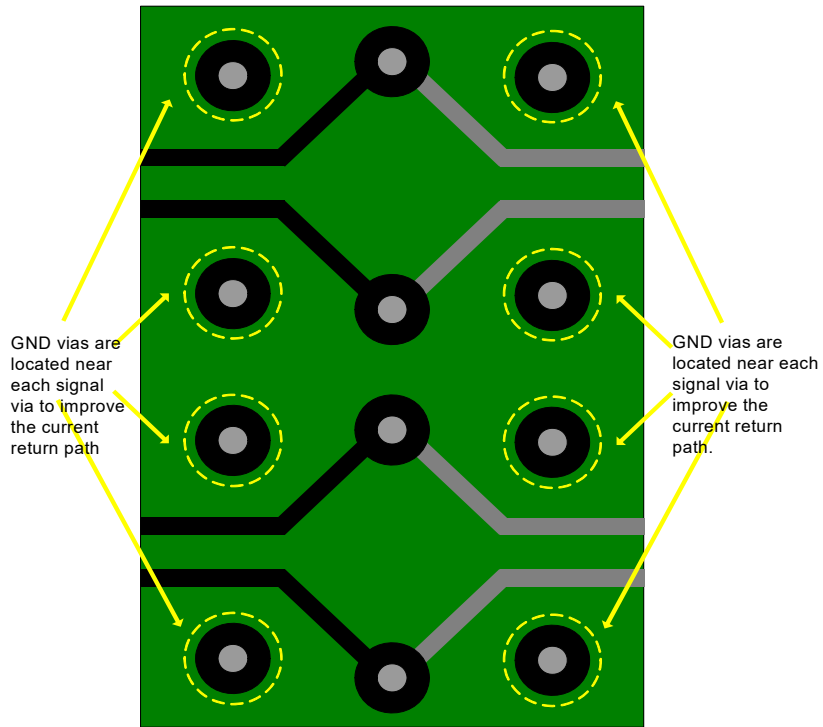 GND vias are
located near
each signal
via to improve
the current
return path
GND vias are
located near each
signal via to
improve the
current return
path.